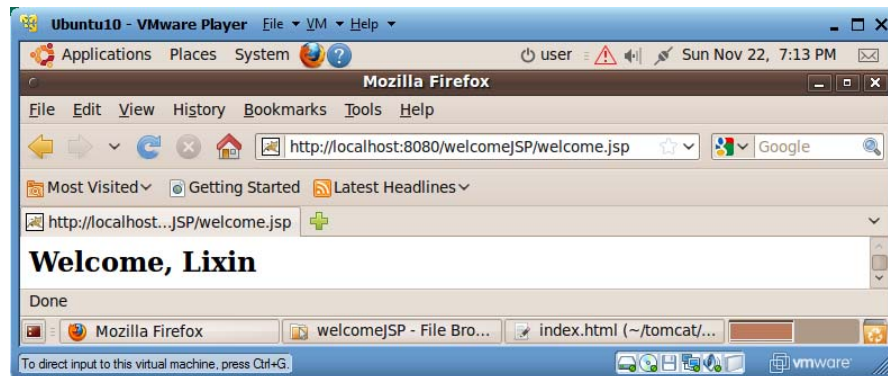 Ubuntu10 - VMware Player File VM Help
Applications Places System user Sun Nov 22, 7:13 PM
Mozilla Firefox
File Edit View History Bookmarks Tools Help
http://localhost:8080/welcomeJSP/welcome.jsp Google
Most Visited Getting Started Latest Headlines
http://localhost...JSP/welcome.jsp
Welcome, Lixin
Done
Mozilla Firefox welcomeJSP - File Bro... index.html (~/tomcat/...
To direct input to this virtual machine, press Ctrl+G. vmware